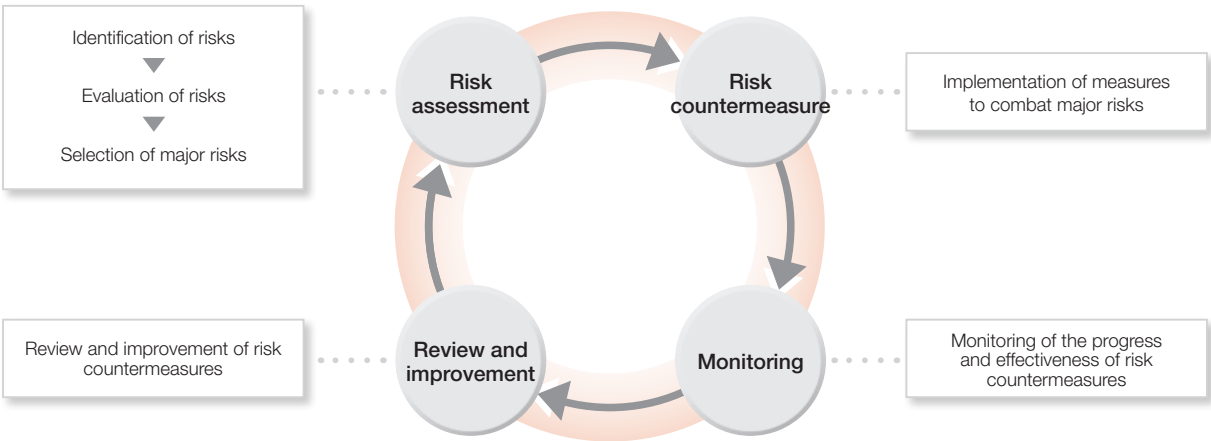 Identification of risks
Evaluation of risks
Selection of major risks
Risk
assessment
Risk
countermeasure
Implementation of measures
to combat major risks
Review and improvement of risk
countermeasures
Review and
improvement
Monitoring
Monitoring of the progress
and effectiveness of risk
countermeasures